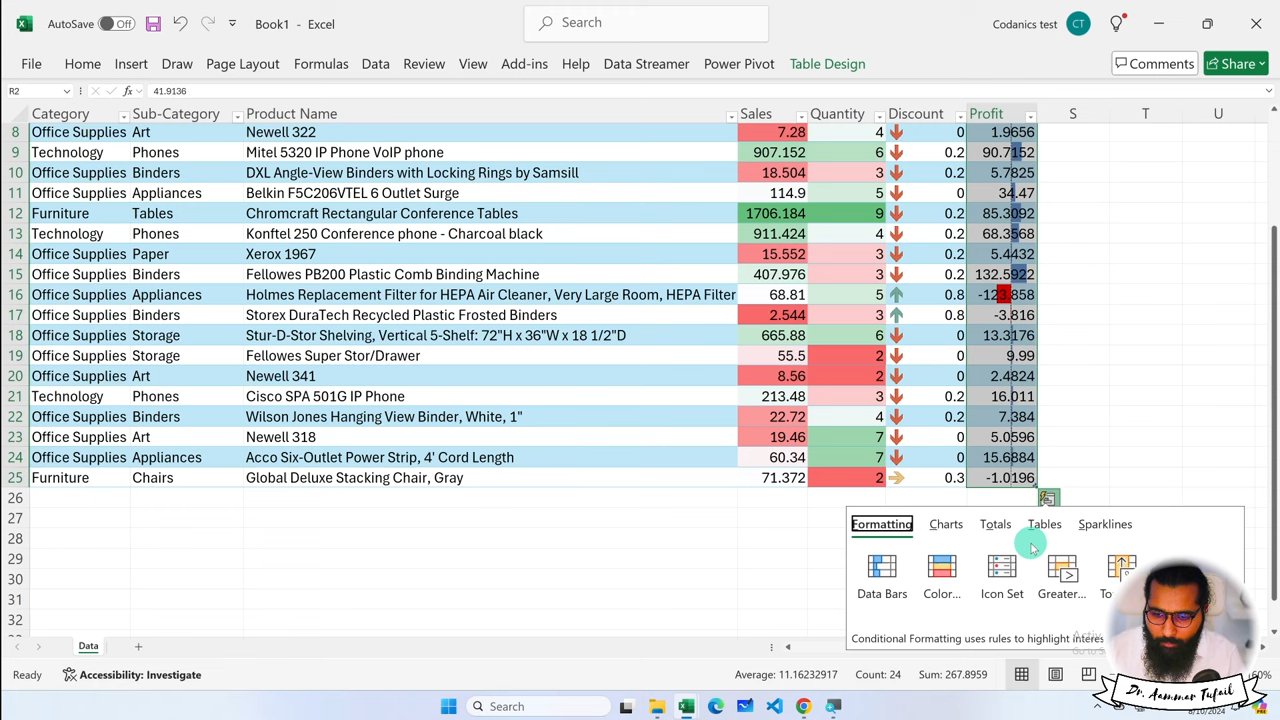 AutoSave Off Book1 - Excel Search Codanics test CT
File Home Insert Draw Page Layout Formulas Data Review View Add-ins Help Data Streamer Power Pivot Table Design Comments Share
R2 fx 41.9136
Category Sub-Category Product Name Sales Quantity Discount Profit S T U
8 Office Supplies Art Newell 322 7.28 4 0 1.9656
9 Technology Phones Mitel 5320 IP Phone VoIP phone 907.152 6 0.2 90.7152
10 Office Supplies Binders DXL Angle-View Binders with Locking Rings by Samsill 18.504 3 0.2 5.7825
11 Office Supplies Appliances Belkin F5C206VTEL 6 Outlet Surge 114.9 5 0 34.47
12 Furniture Tables Chromcraft Rectangular Conference Tables 1706.184 9 0.2 85.3092
13 Technology Phones Konftel 250 Conference phone - Charcoal black 911.424 4 0.2 68.3568
14 Office Supplies Paper Xerox 1967 15.552 3 0.2 5.4432
15 Office Supplies Binders Fellowes PB200 Plastic Comb Binding Machine 407.976 3 0.2 132.5922
16 Office Supplies Appliances Holmes Replacement Filter for HEPA Air Cleaner, Very Large Room, HEPA Filter 68.81 5 0.8 -123.858
17 Office Supplies Binders Storex DuraTech Recycled Plastic Frosted Binders 2.544 3 0.8 -3.816
18 Office Supplies Storage Stur-D-Stor Shelving, Vertical 5-Shelf: 72"H x 36"W x 18 1/2"D 665.88 6 0 13.3176
19 Office Supplies Storage Fellowes Super Stor/Drawer 55.5 2 0 9.99
20 Office Supplies Art Newell 341 8.56 2 0 2.4824
21 Technology Phones Cisco SPA 501G IP Phone 213.48 3 0.2 16.011
22 Office Supplies Binders Wilson Jones Hanging View Binder, White, 1" 22.72 4 0.2 7.384
23 Office Supplies Art Newell 318 19.46 7 0 5.0596
24 Office Supplies Appliances Acco Six-Outlet Power Strip, 4' Cord Length 60.34 7 0 15.6884
25 Furniture Chairs Global Deluxe Stacking Chair, Gray 71.372 2 0.3 -1.0196
26
27
28
29
30
31
32
Formatting Charts Totals Tables Sparklines
Data Bars Color... Icon Set Greater...
Conditional Formatting uses rules to highlight
Data
Ready Accessibility: Investigate Average: 11.16232917 Count: 24 Sum: 267.8959
Dr. Aammar Tufail
Search
8/10/2024